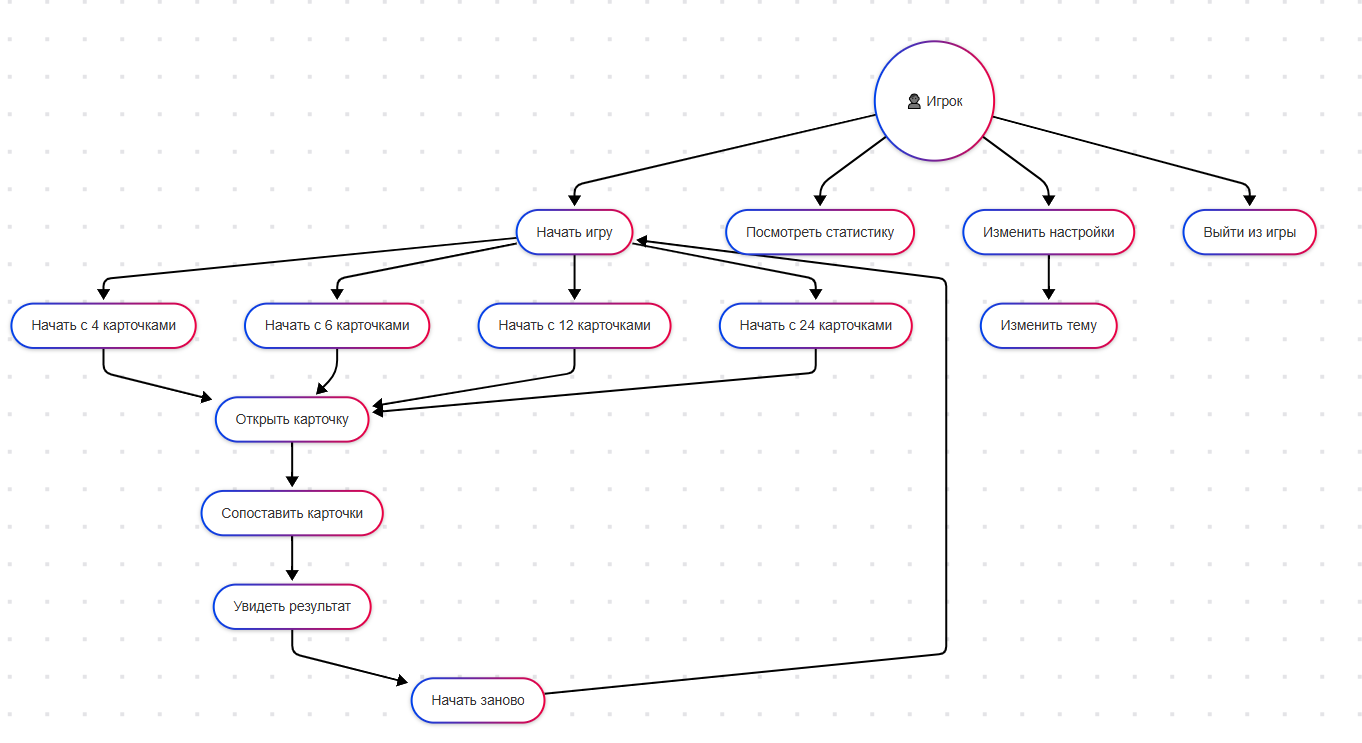 Игрок
Начать игру
Посмотреть статистику
Изменить настройки
Выйти из игры
Начать с 4 карточками
Начать с 6 карточками
Начать с 12 карточками
Начать с 24 карточками
Изменить тему
Открыть карточку
Сопоставить карточки
Увидеть результат
Начать заново